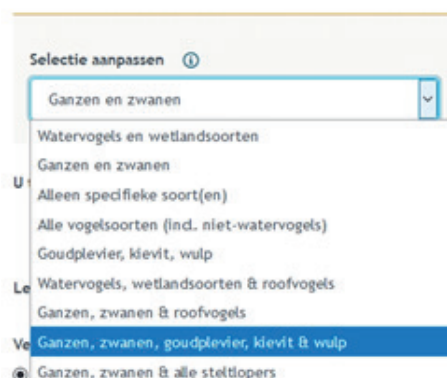 Selectie aanpassen
Ganzen en zwanen
Watervogels en wetlandsoorten
Ganzen en zwanen
U
Alleen specifieke soort(en)
Alle vogelsoorten (incl. niet-watervogels)
Goudplevier, kievit, wulp
Le
Watervogels, wetlandsoorten & roofvogels
Ganzen, zwanen & roofvogels
Ve
Ganzen, zwanen, goudplevier, kievit & wulp
Ganzen, zwanen & alle steltlopers